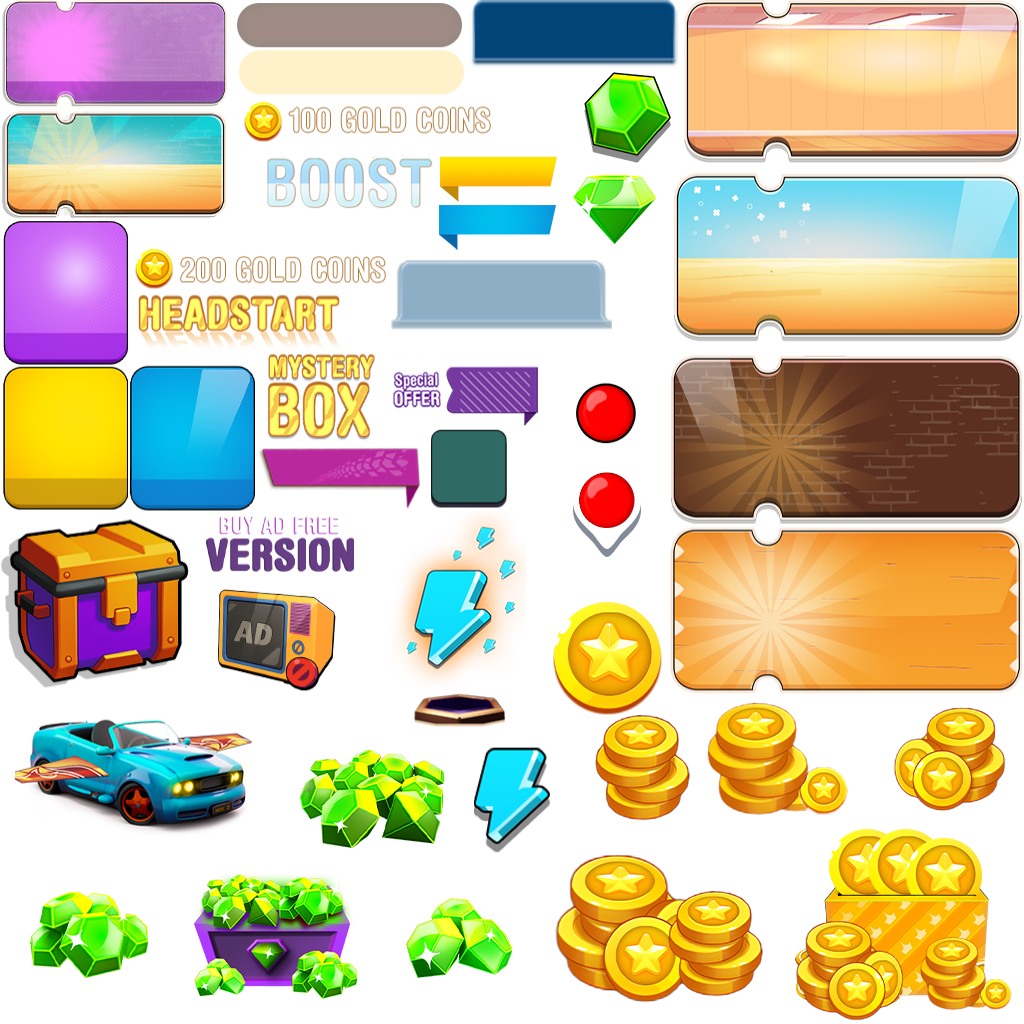 100 GOLD COINS
BOOST
200 GOLD COINS
HEADSTART
MYSTERY
BOX
Special
OFFER
BUY AD FREE
VERSION
AD